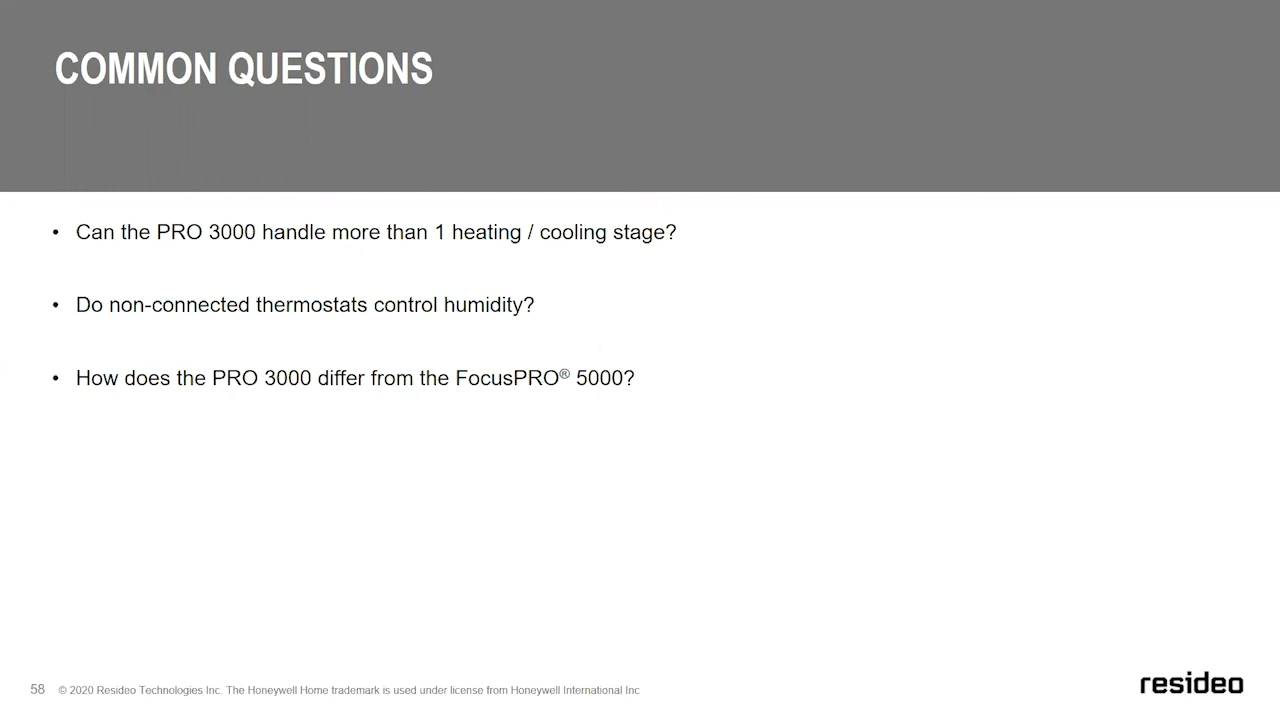 COMMON QUESTIONS
• Can the PRO 3000 handle more than 1 heating / cooling stage?
• Do non-connected thermostats control humidity?
• How does the PRO 3000 differ from the FocusPRO® 5000?
58 © 2020 Resideo Technologies Inc. The Honeywell Home trademark is used under license from Honeywell International Inc
resideo